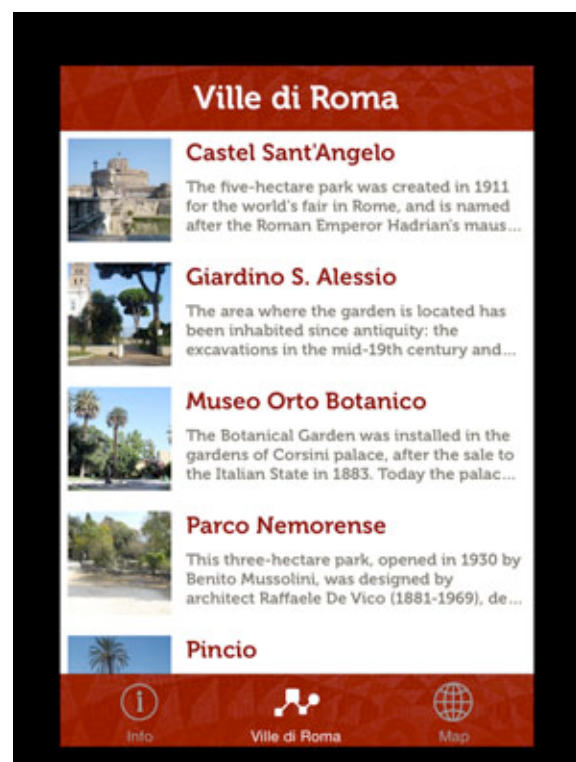 Ville di Roma
Castel Sant'Angelo
The five-hectare park was created in 1911
for the world's fair in Rome, and is named
after the Roman Emperor Hadrian's maus...
Giardino S. Alessio
The area where the garden is located has
been inhabited since antiquity: the
excavations in the mid-19th century and...
Museo Orto Botanico
The Botanical Garden was installed in the
gardens of Corsini palace, after the sale to
the Italian State in 1883. Today the palac...
Parco Nemorense
This three-hectare park, opened in 1930 by
Benito Mussolini, was designed by
architect Raffaele De Vico (1881-1969), de...
Pincio
Info
Ville di Roma
Map